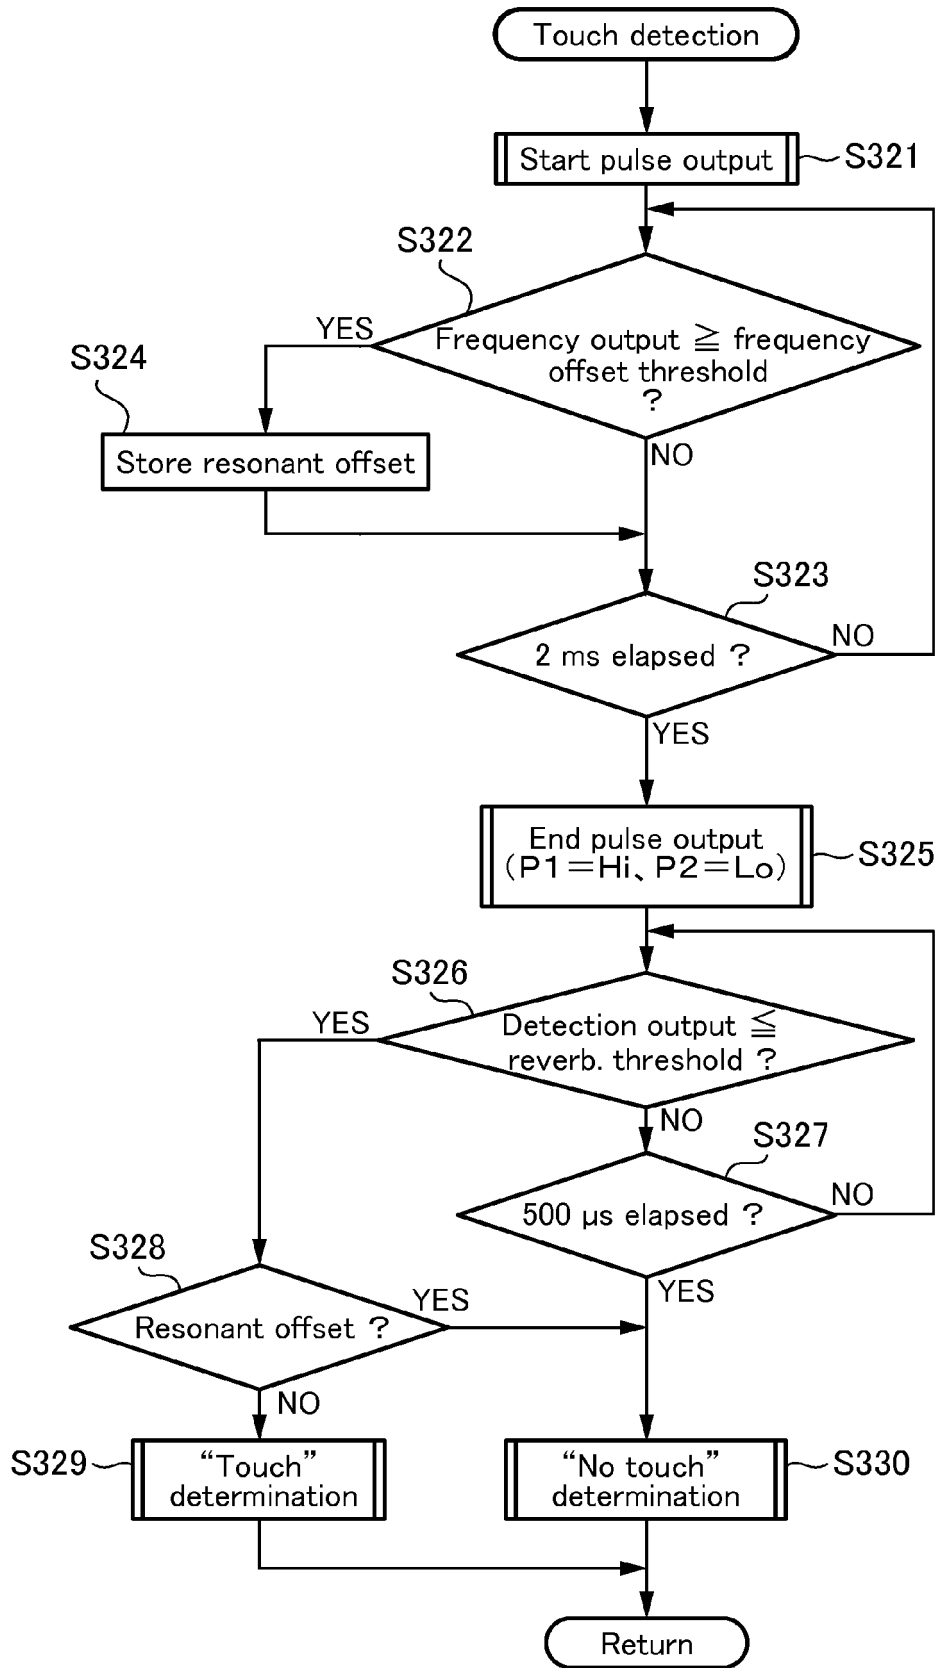 Touch detection
Start pulse output
S321
S322
YES
Frequency output ≧ frequency
offset threshold
?
S324
NO
Store resonant offset
S323
NO
2 ms elapsed ?
YES
End pulse output
(P1=Hi、P2=Lo)
S325
S326
YES
Detection output ≦
reverb. threshold ?
NO
S327
NO
500 µs elapsed ?
S328
YES
YES
Resonant offset ?
NO
S329
“Touch”
determination
“No touch”
determination
S330
Return